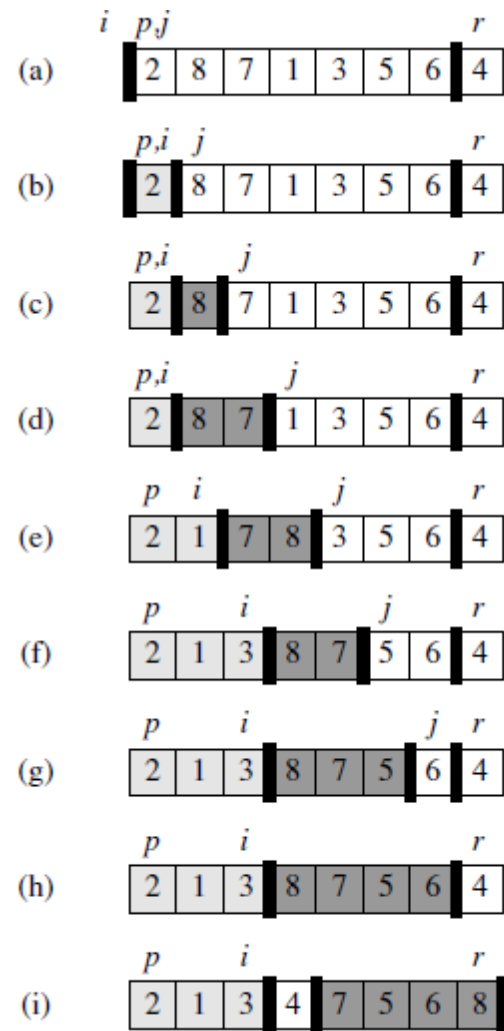 i p,j r
(a) 2 8 7 1 3 5 6 4
p,i j r
(b) 2 8 7 1 3 5 6 4
p,i j r
(c) 2 8 7 1 3 5 6 4
p,i j r
(d) 2 8 7 1 3 5 6 4
p i j r
(e) 2 1 7 8 3 5 6 4
p i j r
(f) 2 1 3 8 7 5 6 4
p i j r
(g) 2 1 3 8 7 5 6 4
p i r
(h) 2 1 3 8 7 5 6 4
p i r
(i) 2 1 3 4 7 5 6 8